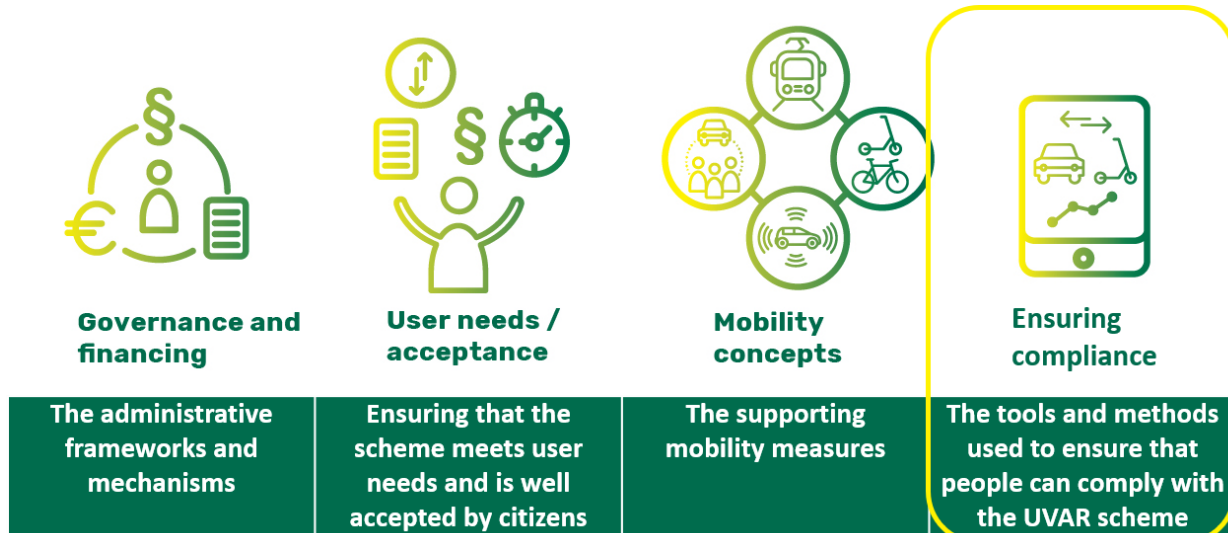 Governance and
financing
User needs /
acceptance
Mobility
concepts
Ensuring
compliance
The administrative
frameworks and
mechanisms
Ensuring that the
scheme meets user
needs and is well
accepted by citizens
The supporting
mobility measures
The tools and methods
used to ensure that
people can comply with
the UVAR scheme